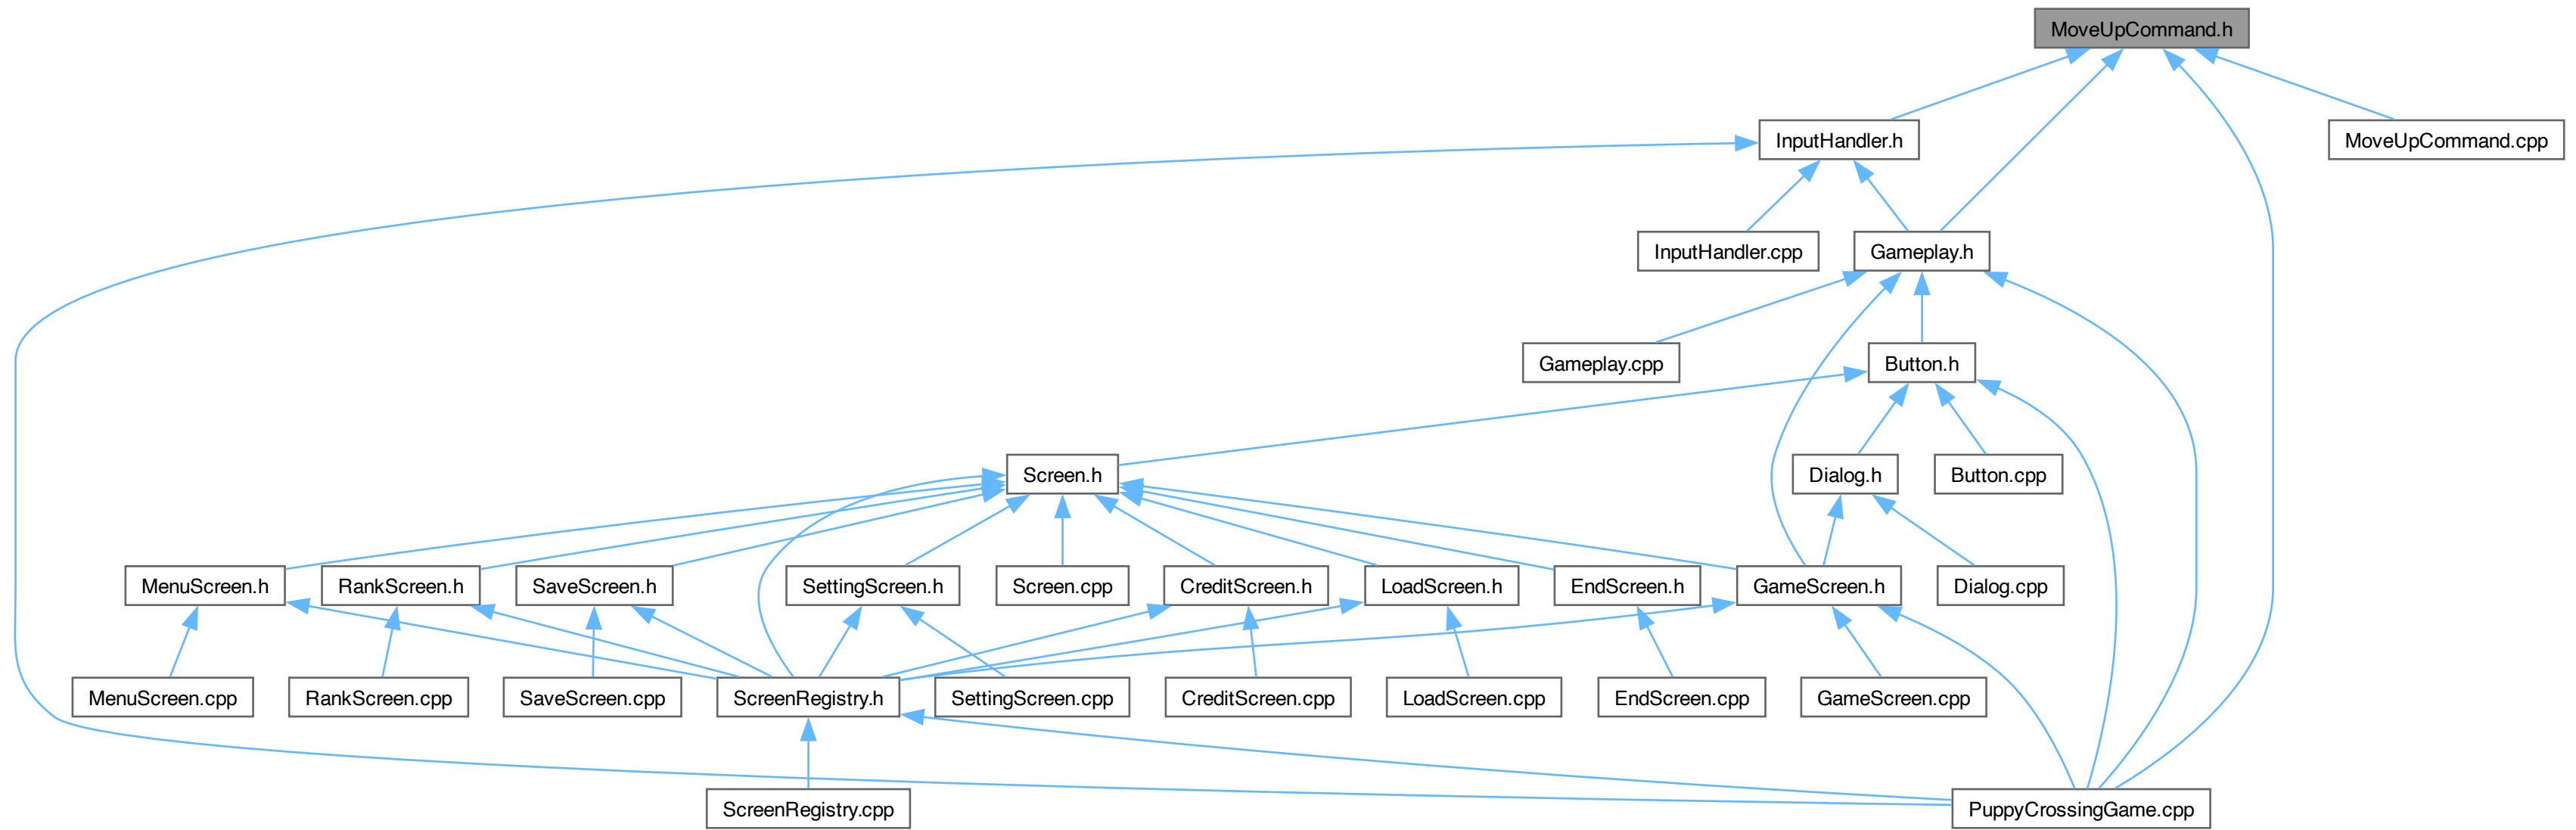 MoveUpCommand.h
InputHandler.h
MoveUpCommand.cpp
InputHandler.cpp
Gameplay.h
Gameplay.cpp
Button.h
Screen.h
Dialog.h
Button.cpp
MenuScreen.h
RankScreen.h
SaveScreen.h
SettingScreen.h
Screen.cpp
CreditScreen.h
LoadScreen.h
EndScreen.h
GameScreen.h
Dialog.cpp
MenuScreen.cpp
RankScreen.cpp
SaveScreen.cpp
ScreenRegistry.h
SettingScreen.cpp
CreditScreen.cpp
LoadScreen.cpp
EndScreen.cpp
GameScreen.cpp
ScreenRegistry.cpp
PuppyCrossingGame.cpp